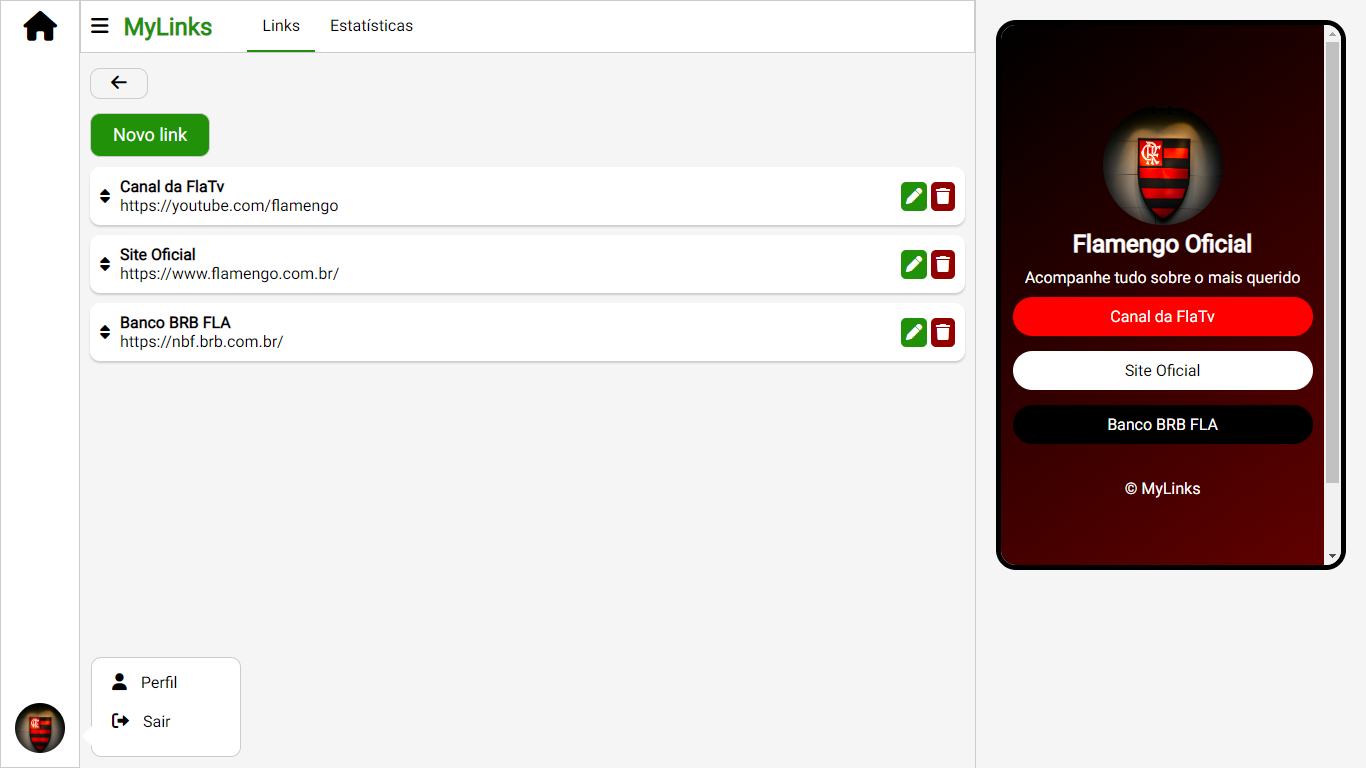 MyLinks
Links
Estatísticas
Novo link
Canal da FlaTv
https://youtube.com/flamengo
Site Oficial
https://www.flamengo.com.br/
Banco BRB FLA
https://nbf.brb.com.br/
Perfil
Sair
Flamengo Oficial
Acompanhe tudo sobre o mais querido
Canal da FlaTv
Site Oficial
Banco BRB FLA
© MyLinks